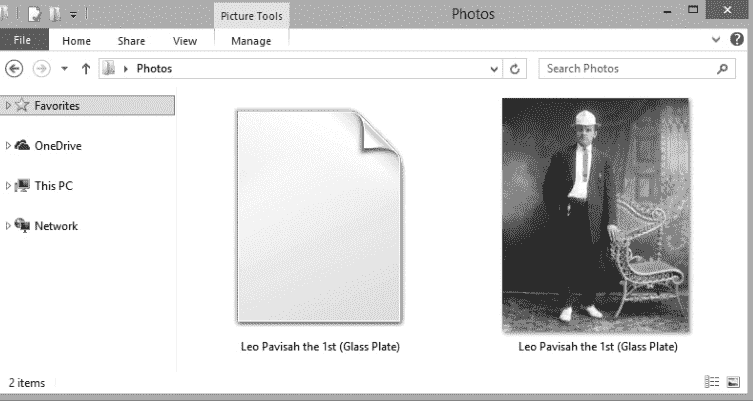 Picture Tools
Photos
File
Home
Share
View
Manage
Photos
Search Photos
Favorites
OneDrive
This PC
Network
Leo Pavisah the 1st (Glass Plate)
Leo Pavisah the 1st (Glass Plate)
2 items